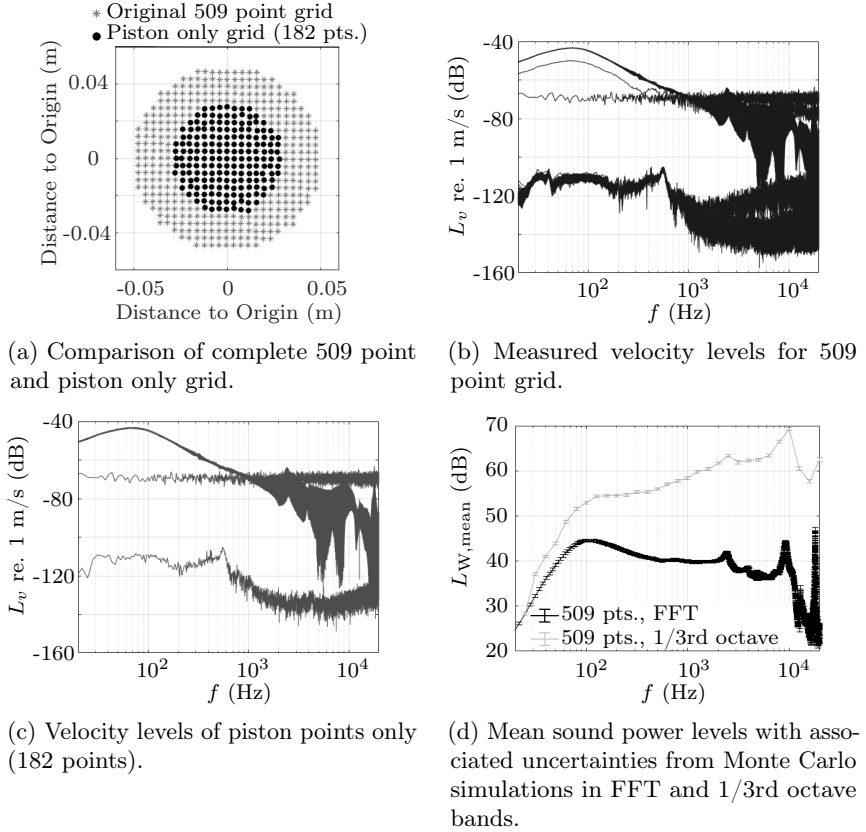 * Original 509 point grid
● Piston only grid (182 pts.)
Distance to Origin (m)
0.04
0
-0.04
-0.05 0 0.05
Distance to Origin (m)
(a) Comparison of complete 509 point
and piston only grid.
L_v re. 1 m/s (dB)
-40
-80
-120
-160
10^2 10^3 10^4
f (Hz)
(b) Measured velocity levels for 509
point grid.
L_v re. 1 m/s (dB)
-40
-80
-120
-160
10^2 10^3 10^4
f (Hz)
(c) Velocity levels of piston points only
(182 points).
L_W,mean (dB)
70
60
50
40
30
20
509 pts., FFT
509 pts., 1/3rd octave
10^2 10^3 10^4
f (Hz)
(d) Mean sound power levels with asso-
ciated uncertainties from Monte Carlo
simulations in FFT and 1/3rd octave
bands.